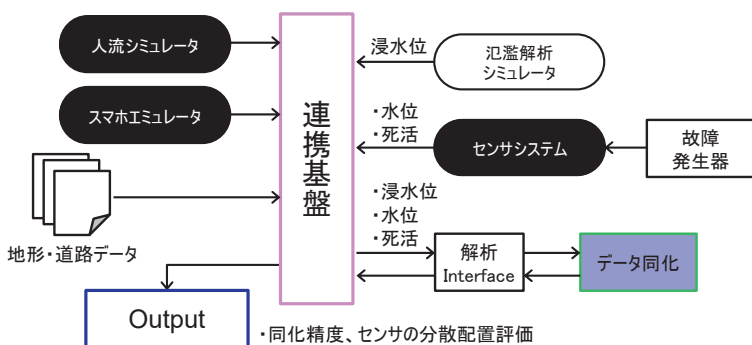 人流シミュレータ
スマホエミュレータ
地形・道路データ
連携基盤
浸水位
氾濫解析
シミュレータ
・水位
・死活
センサシステム
故障
発生器
・浸水位
・水位
・死活
解析
Interface
データ同化
Output
・同化精度、センサの分散配置評価